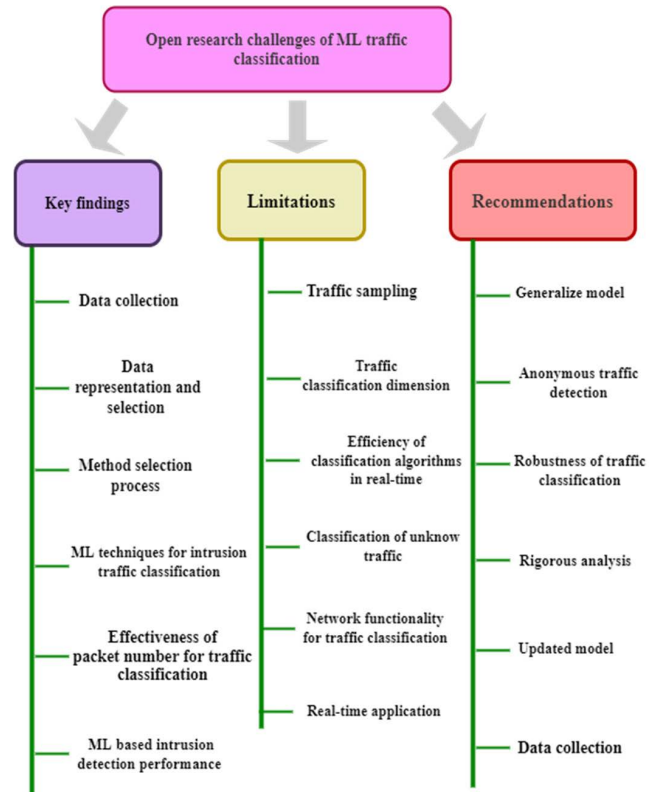 Open research challenges of ML traffic
classification
Key findings
Data collection
Data
representation and
selection
Method selection
process
ML techniques for intrusion
traffic classification
Effectiveness of
packet number for traffic
classification
ML based intrusion
detection performance
Limitations
Traffic sampling
Traffic
classification dimension
Efficiency of
classification algorithms
in real-time
Classification of unknow
traffic
Network functionality
for traffic classification
Real-time application
Recommendations
Generalize model
Anonymous traffic
detection
Robustness of traffic
classification
Rigorous analysis
Updated model
Data collection